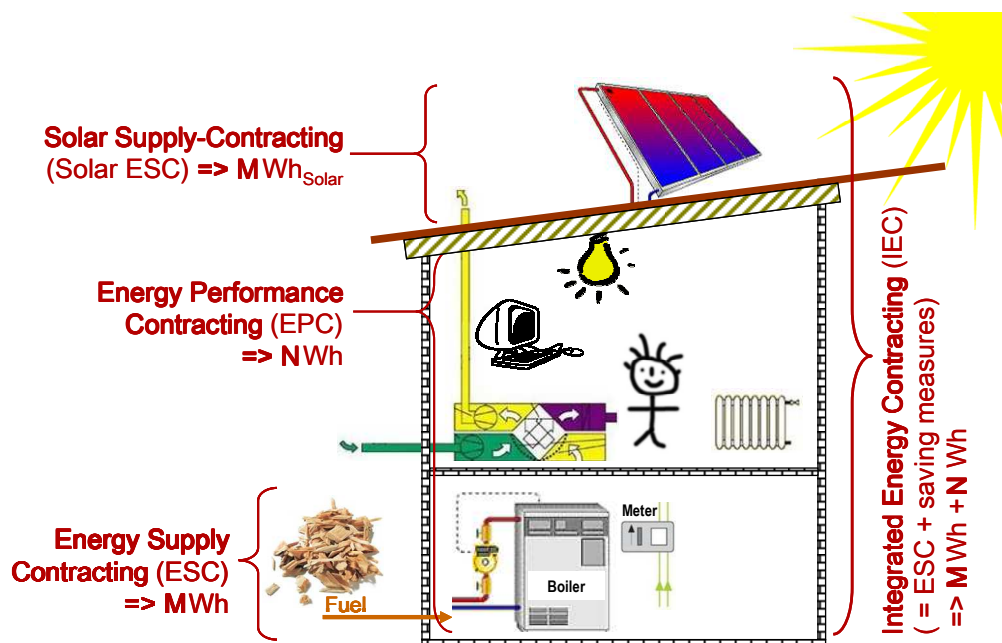 Solar Supply-Contracting
(Solar ESC) => MWhSolar
Energy Performance
Contracting (EPC)
=> NWh
Energy Supply
Contracting (ESC)
=> MWh
Fuel
Boiler
Meter
Integrated Energy Contracting (IEC)
( = ESC + saving measures)
=> MWh + N Wh